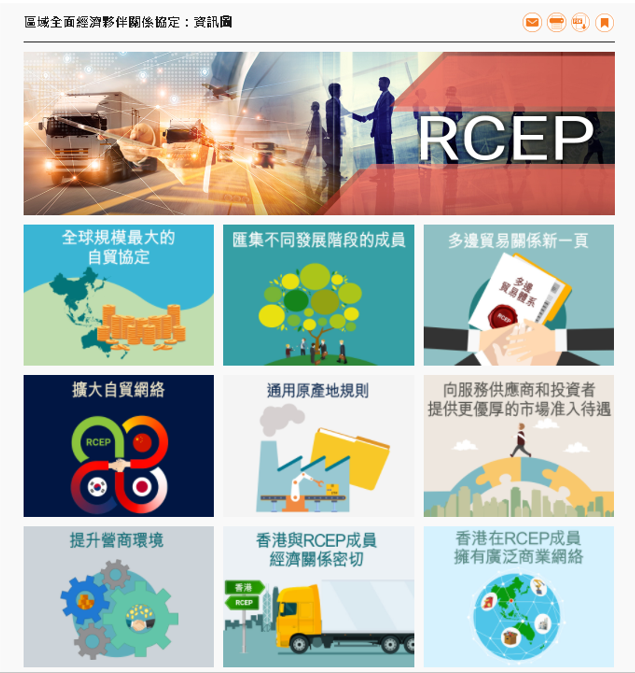 區域全面經濟夥伴關係協定：資訊圖
RCEP
全球規模最大的
自貿協定
匯集不同發展階段的成員
多邊貿易關係新一頁
多邊
貿易體系
RCEP
擴大自貿網絡
RCEP
通用原產地規則
向服務供應商和投資者
提供更優厚的市場准入待遇
提升營商環境
香港與RCEP成員
經濟關係密切
香港
RCEP
香港在RCEP成員
擁有廣泛商業網絡